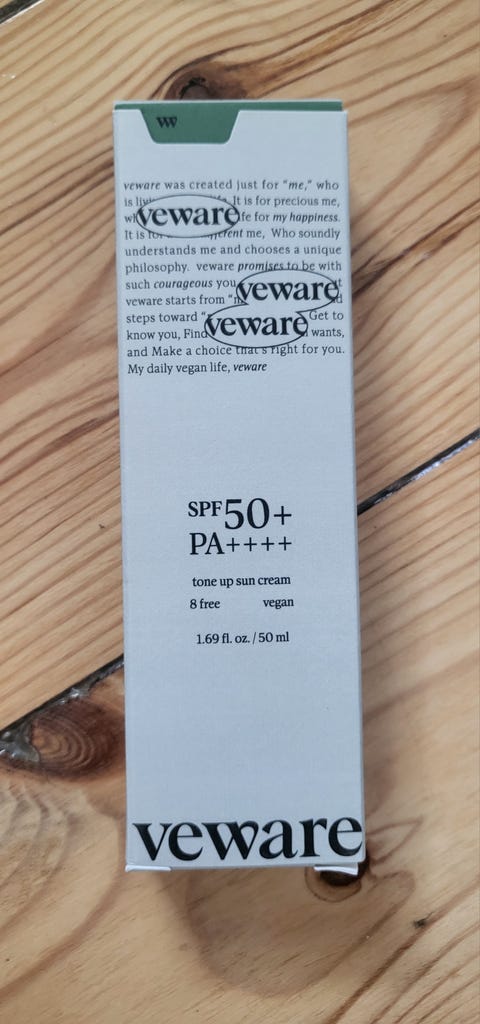 vw
veware was created just for "me," who
is It is for precious me,
veware ife for my happiness.
It is me, Who soundly
understands me and chooses a unique
philosophy. veware promises to be with
such courageous you
veware starts from veware
steps toward Get to
veware
know you, Find wants,
and Make a choice that's right for you.
My daily vegan life, veware
SPF50+
PA++++
tone up sun cream
8 free vegan
1.69 fl. oz. / 50 ml
veware